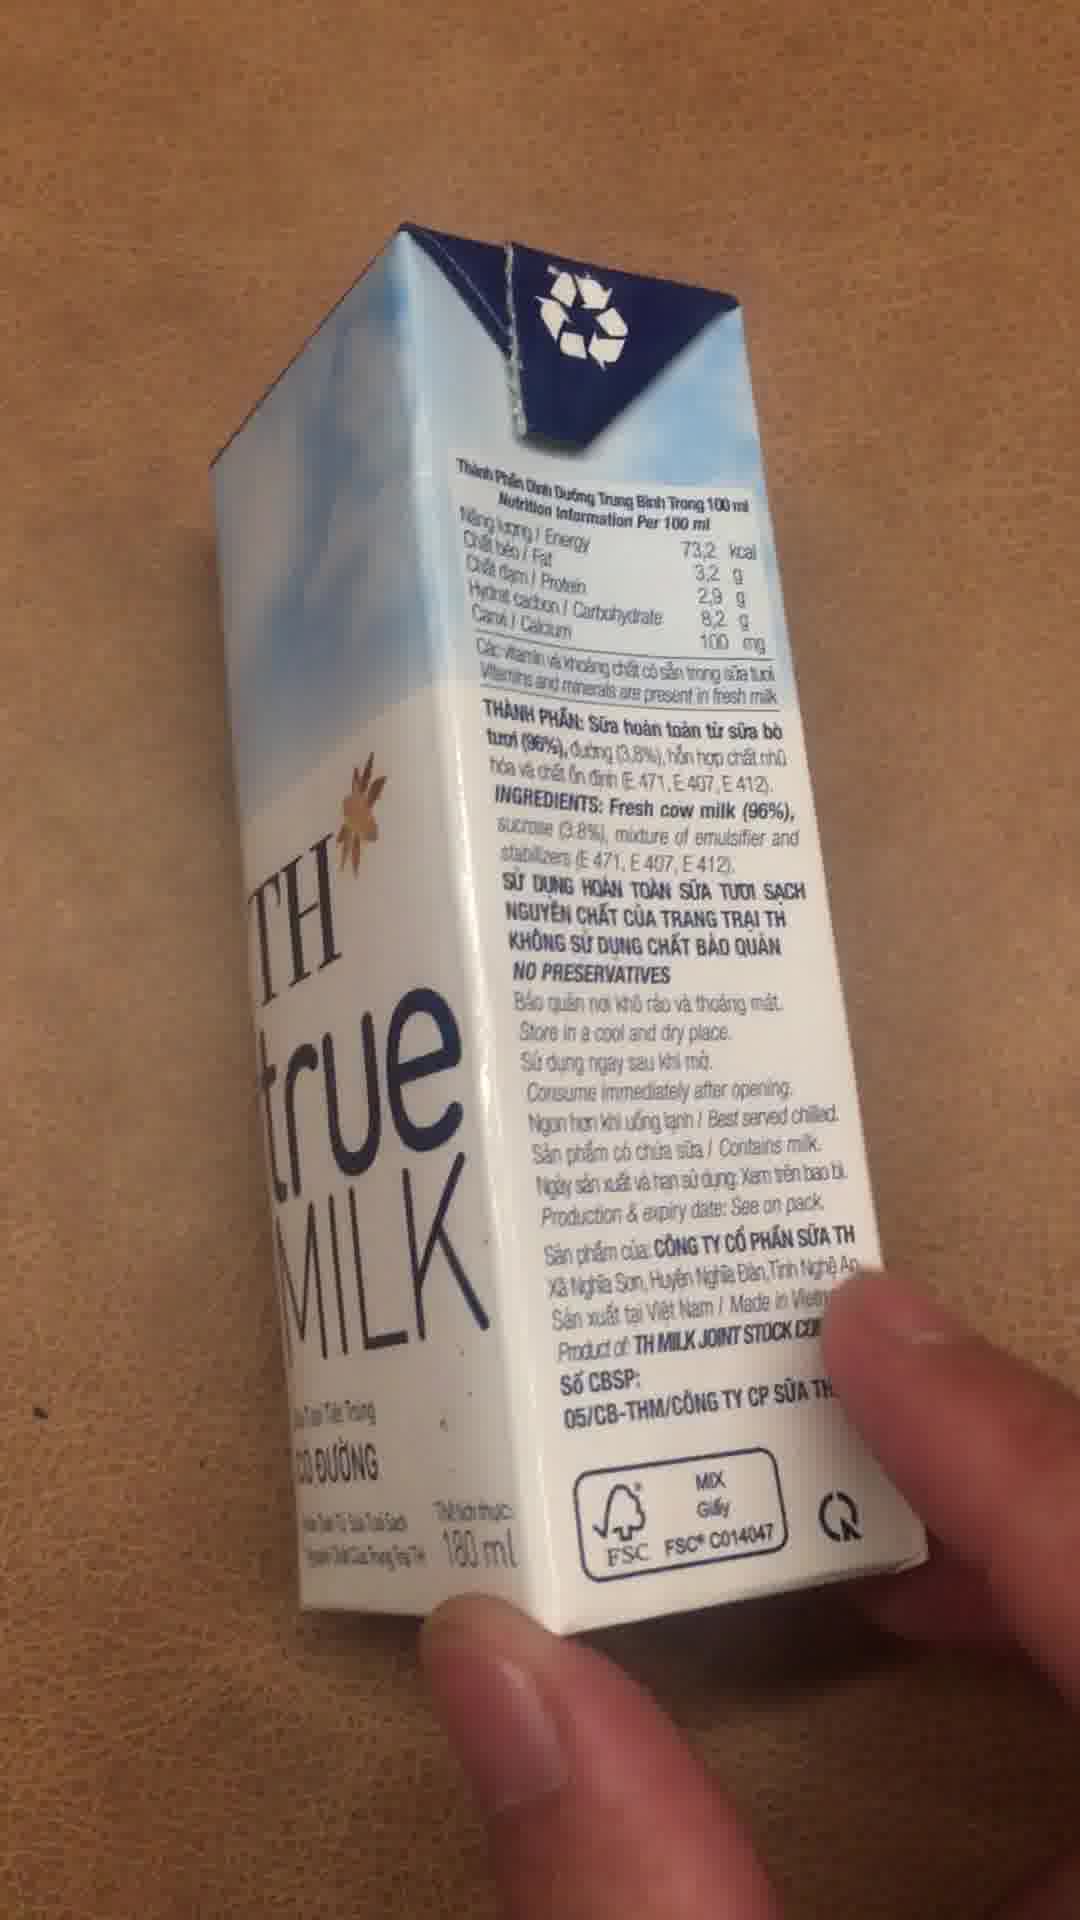 TH
true
MILK
CÓ ĐƯỜNG
180 ml
Thành Phần Dinh Dưỡng Trung Bình Trong 100 ml
Nutrition Information Per 100 ml
Năng lượng / Energy 73,2 kcal
Chất béo / Fat 3,2 g
Chất đạm / Protein 2,9 g
Hydrat cacbon / Carbohydrate 8,2 g
Canxi / Calcium 100 mg
Các vitamin và khoáng chất có sẵn trong sữa tươi
Vitamins and minerals are present in fresh milk
THÀNH PHẦN: Sữa hoàn toàn từ sữa bò
tươi (96%), đường (3,8%), hỗn hợp chất nhũ
hóa và chất ổn định (E 471, E 407, E 412).
INGREDIENTS: Fresh cow milk (96%),
sucrose (3.8%), mixture of emulsifier and
stabilizers (E 471, E 407, E 412).
SỬ DỤNG HOÀN TOÀN SỮA TƯƠI SẠCH
NGUYÊN CHẤT CỦA TRANG TRẠI TH
KHÔNG SỬ DỤNG CHẤT BẢO QUẢN
NO PRESERVATIVES
Bảo quản nơi khô ráo và thoáng mát.
Store in a cool and dry place.
Sử dụng ngay sau khi mở.
Consume immediately after opening.
Ngon hơn khi uống lạnh / Best served chilled.
Sản phẩm có chứa sữa / Contains milk.
Ngày sản xuất và hạn sử dụng: Xem trên bao bì.
Production & expiry date: See on pack.
Sản phẩm của: CÔNG TY CỔ PHẦN SỮA TH
Xã Nghĩa Sơn, Huyện Nghĩa Đàn, Tỉnh Nghệ An
Sản xuất tại Việt Nam / Made in
Product of: TH MILK JOINT STOCK
Số CBSP:
05/CB-THM/CÔNG TY CP SỮA TH
MIX
Giấy
FSC FSC® C014047